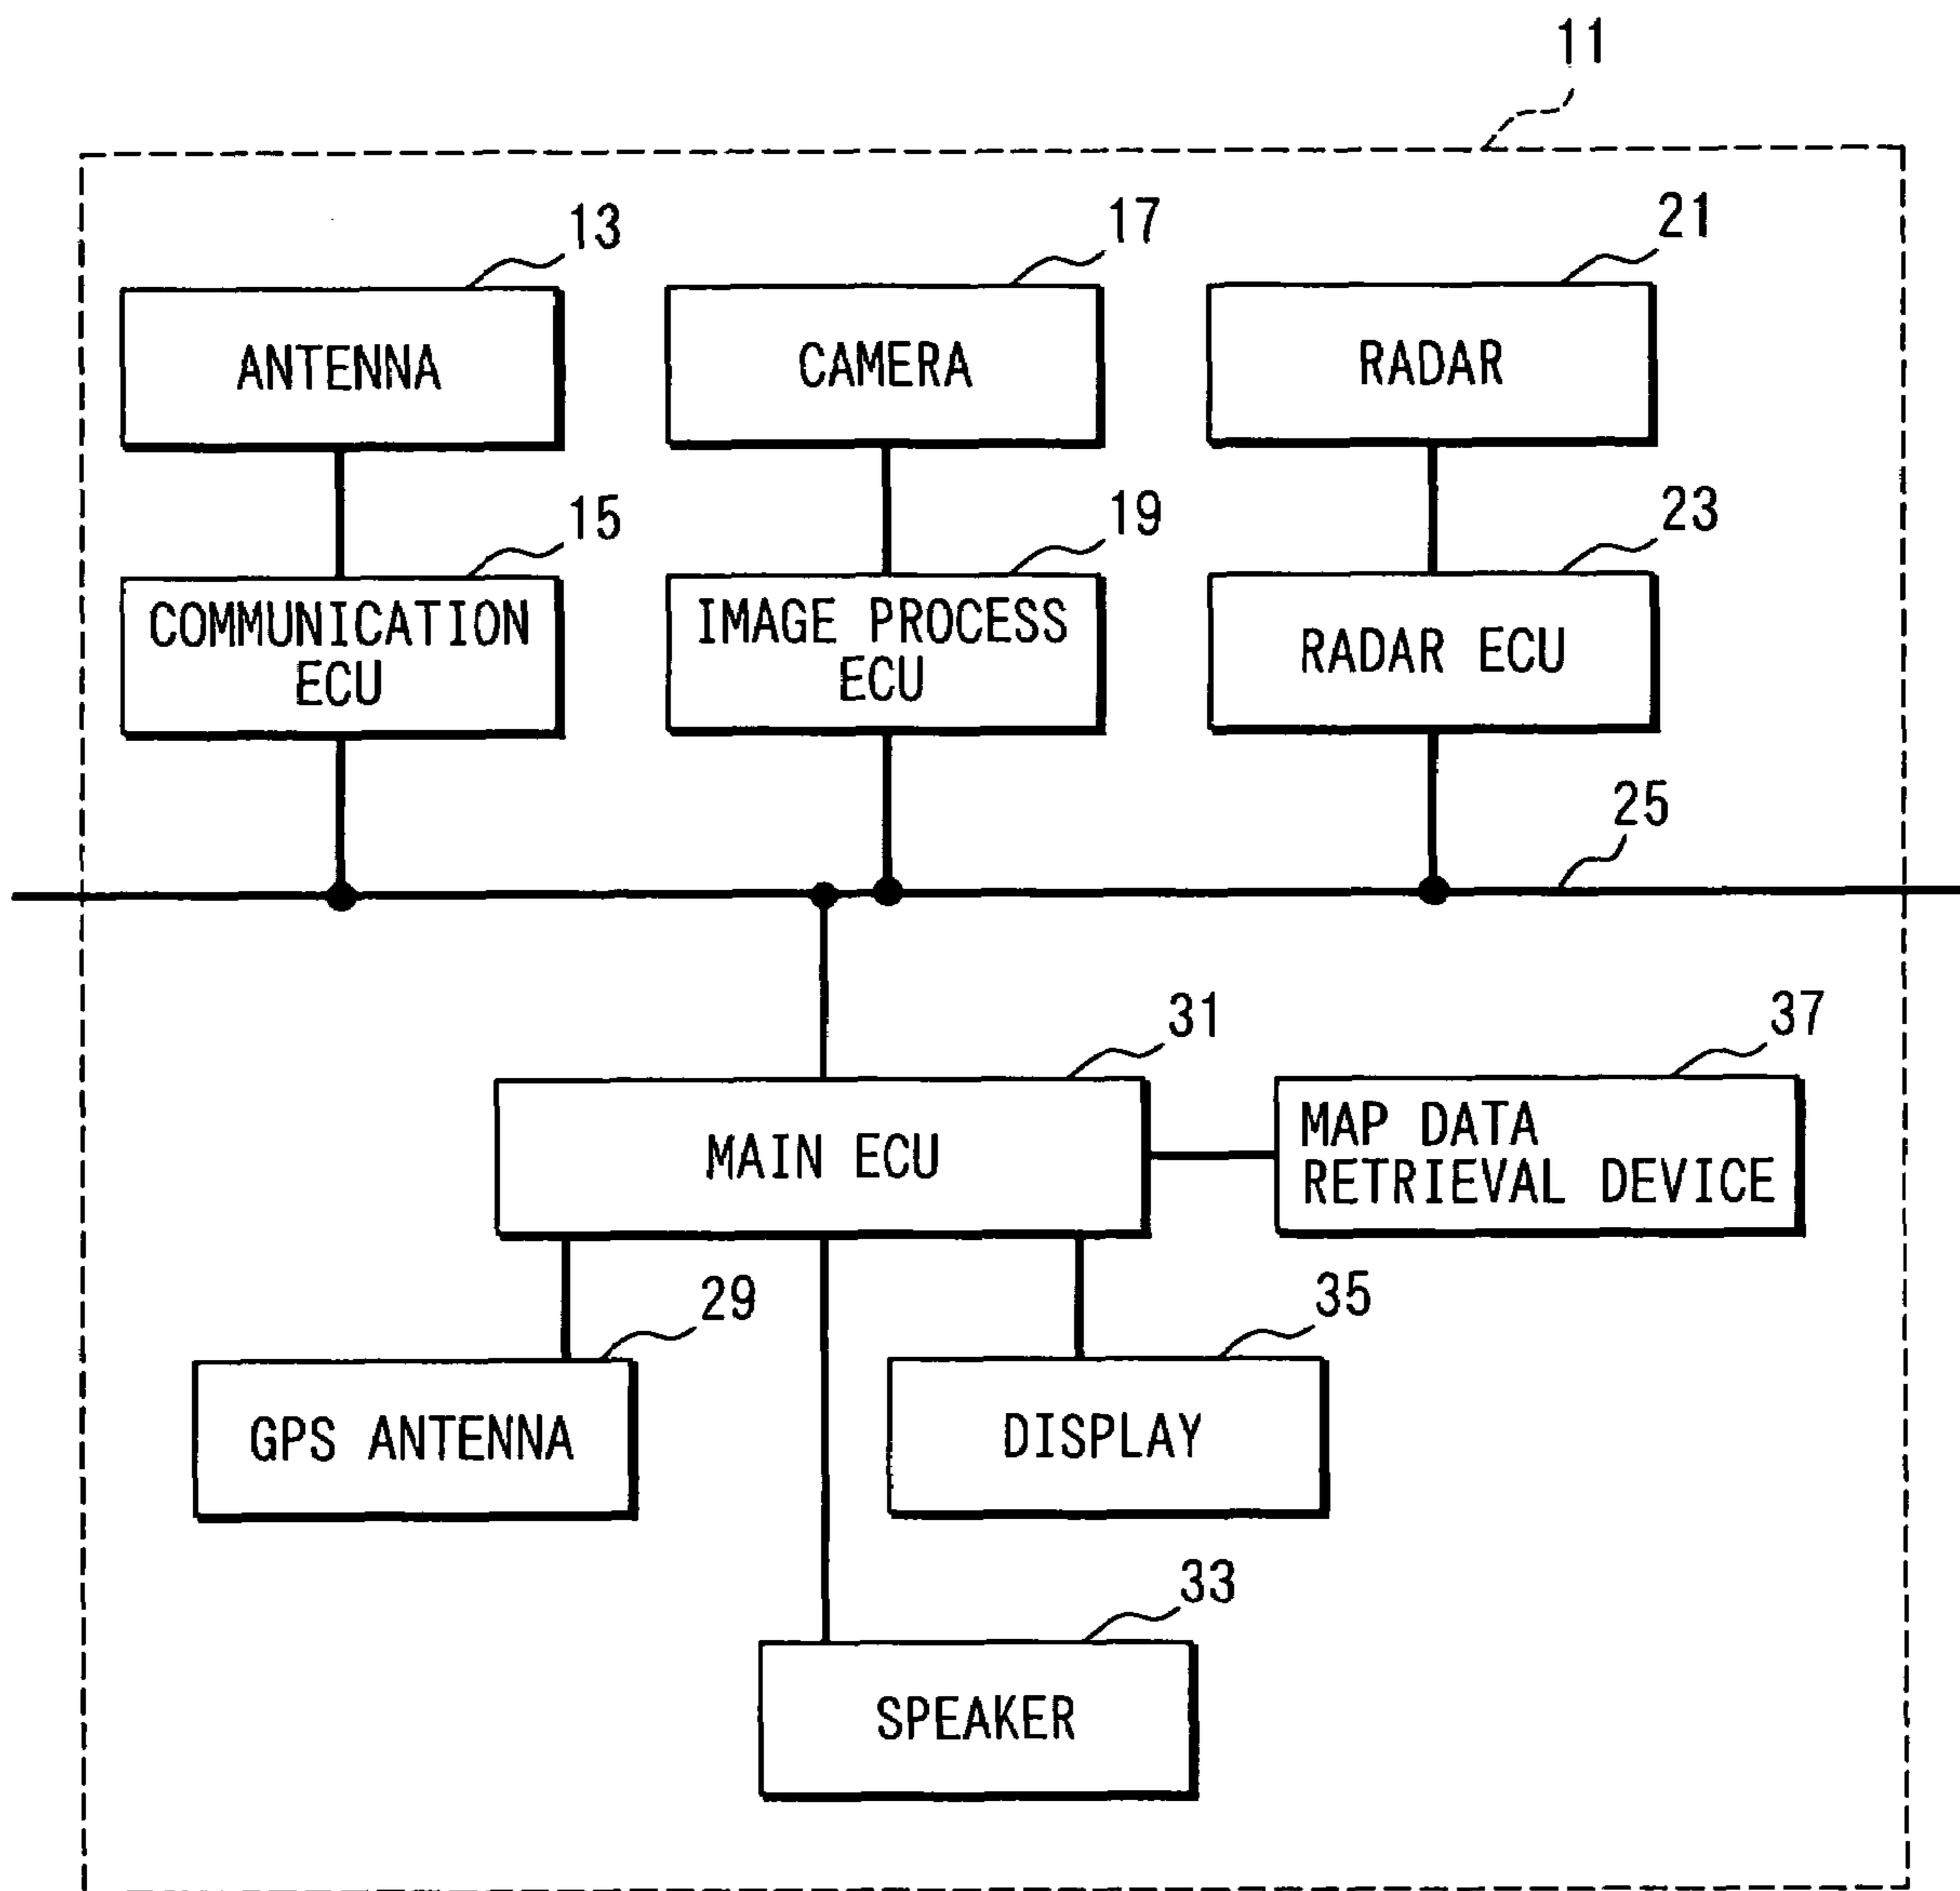 11
13
17
21
ANTENNA
CAMERA
RADAR
15
19
23
COMMUNICATION
ECU
IMAGE PROCESS
ECU
RADAR ECU
25
31
37
MAIN ECU
MAP DATA
RETRIEVAL DEVICE
29
35
GPS ANTENNA
DISPLAY
33
SPEAKER